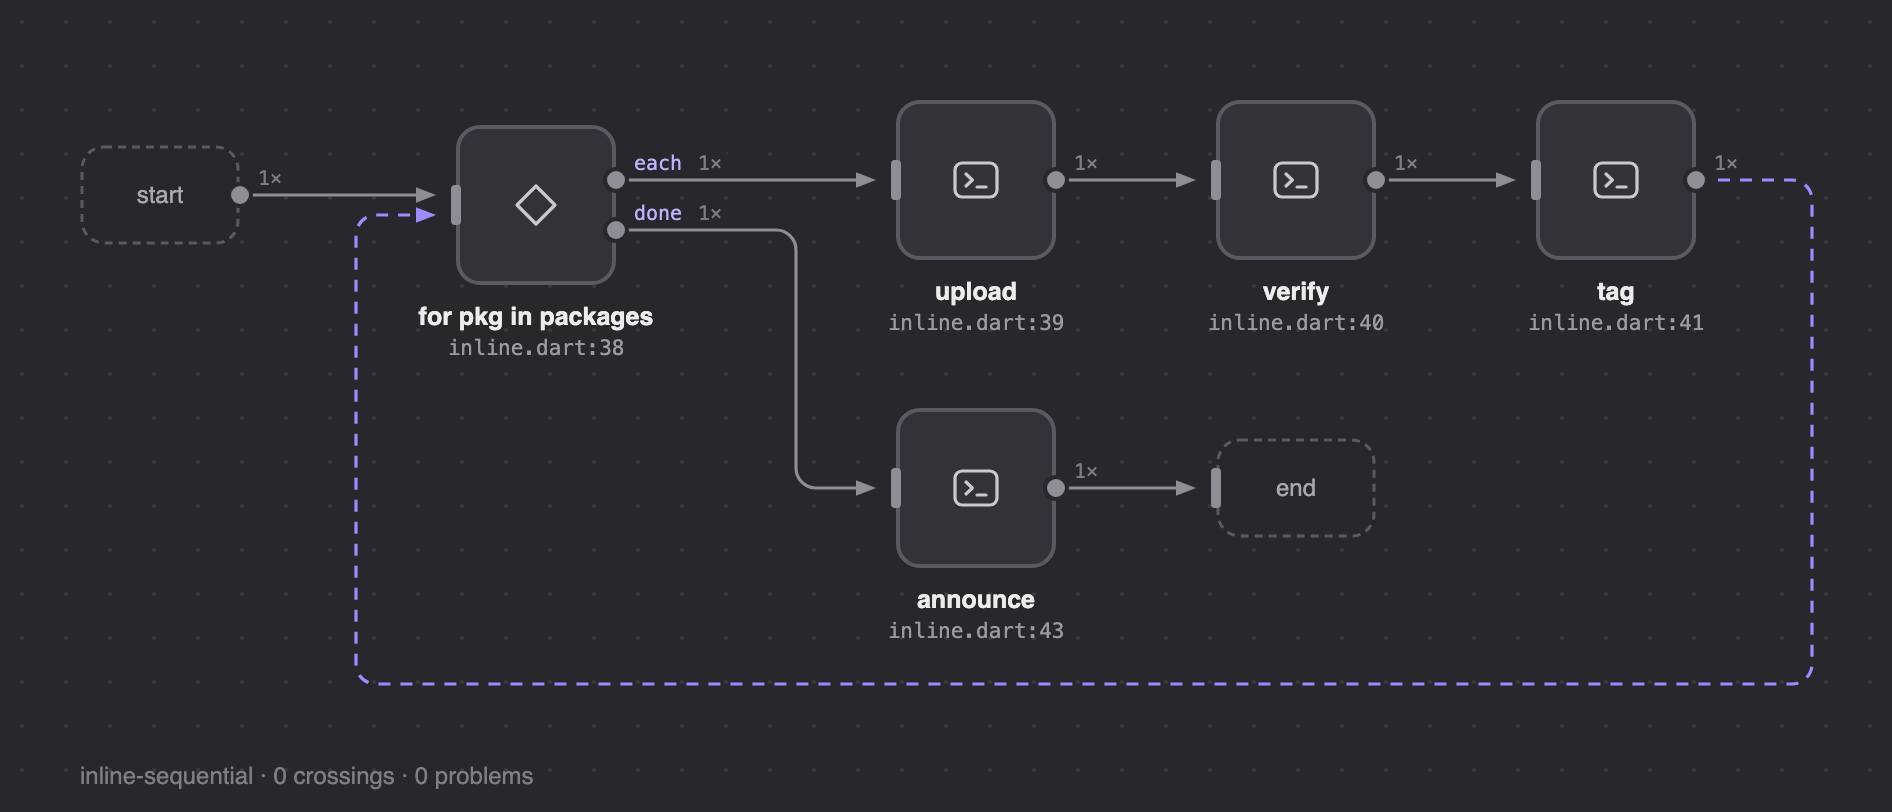 start
1×
for pkg in packages
inline.dart:38
each 1×
done 1×
upload
inline.dart:39
1×
verify
inline.dart:40
1×
tag
inline.dart:41
1×
announce
inline.dart:43
1×
end
inline-sequential · 0 crossings · 0 problems